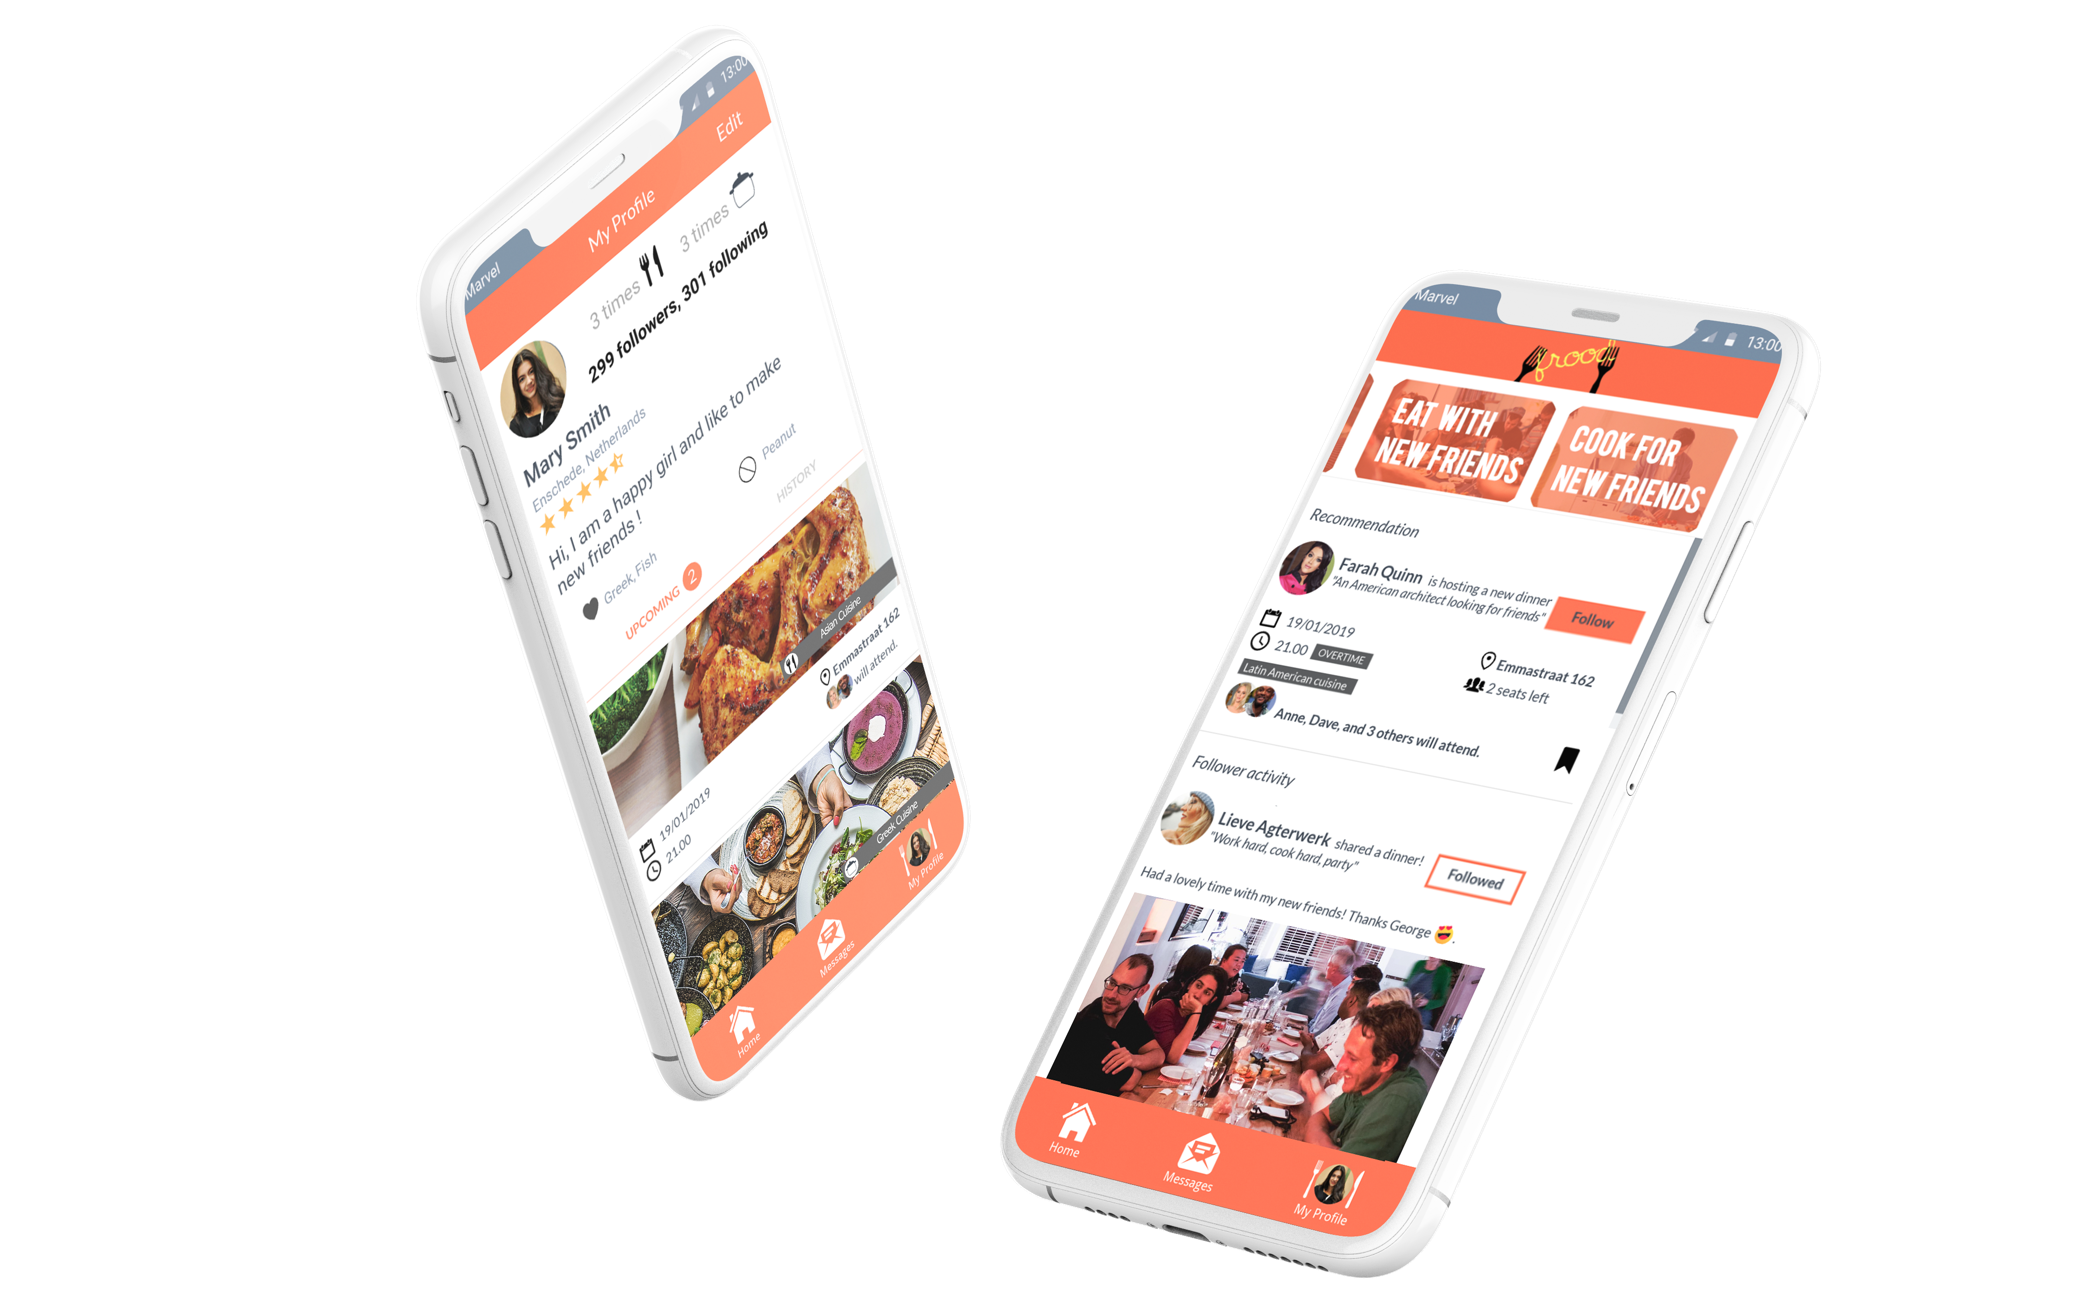 Marvel
13:00
My Profile
Edit
3 times
3 times
299 followers, 301 following
Mary Smith
Enschede, Netherlands
Hi, I am a happy girl and like to make
new friends !
Greek, Fish
Peanut
UPCOMING 2
HISTORY
Asian Cuisine
19/01/2019
21.00
Emmastraat 162
will attend.
Greek Cuisine
Home
Messages
My Profile
Marvel
13:00
frood
EAT WITH
NEW FRIENDS
COOK FOR
NEW FRIENDS
Recommendation
Farah Quinn is hosting a new dinner
"An American architect looking for friends"
Follow
19/01/2019
21.00 OVERTIME
Latin American cuisine
Emmastraat 162
2 seats left
Anne, Dave, and 3 others will attend.
Follower activity
Lieve Agterwerk shared a dinner!
"Work hard, cook hard, party"
Followed
Had a lovely time with my new friends! Thanks George 😍.
Home
Messages
My Profile